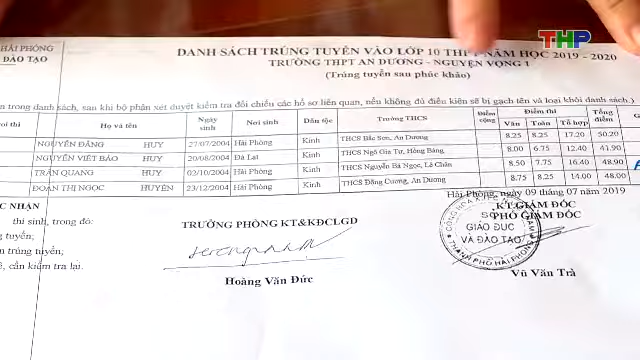 THP
HẢI PHÒNG
ĐÀO TẠO
DANH SÁCH TRÚNG TUYỂN VÀO LỚP 10 THPT NĂM HỌC 2019 - 2020
TRƯỜNG THPT AN DƯƠNG - NGUYỆN VỌNG 1
(Trúng tuyển sau phúc khảo)
ên trong danh sách, sau khi bộ phận xét duyệt kiểm tra đối chiếu các hồ sơ liên quan, nếu không đủ điều kiện sẽ bị gạch tên và loại khỏi danh sách.)
Họ và tên Ngày sinh Nơi sinh Dân tộc Trường THCS Điểm cộng Điểm thi Văn Toán Tổ hợp Tổng điểm
NGUYỄN ĐĂNG HUY 27/07/2004 Hải Phòng Kinh THCS Bắc Sơn, An Dương 8.25 8.25 17.20 50.20
NGUYỄN VIẾT BẢO HUY 20/08/2004 Đà Lạt Kinh THCS Ngô Gia Tự, Hồng Bàng 8.00 6.75 12.40 41.90
TRẦN QUANG HUY 02/10/2004 Hải Phòng Kinh THCS Nguyễn Bá Ngọc, Lê Chân 8.50 7.75 16.40 48.90
ĐOÀN THỊ NGỌC HUYỀN 23/12/2004 Hải Phòng Kinh THCS Đặng Cương, An Dương 8.75 8.25 14.00 48.00
Hải Phòng, ngày 09 tháng 07 năm 2019
C NHẬN
thí sinh, trong đó:
g tuyển;
n trúng tuyển;
ê, cần kiểm tra lại.
TRƯỞNG PHÒNG KT&KĐCLGD
Hoàng Văn Đức
KT.GIÁM ĐỐC
PHÓ GIÁM ĐỐC
SỞ
GIÁO DỤC
VÀ ĐÀO TẠO
THÀNH PHỐ HẢI PHÒNG
Vũ Văn Trà